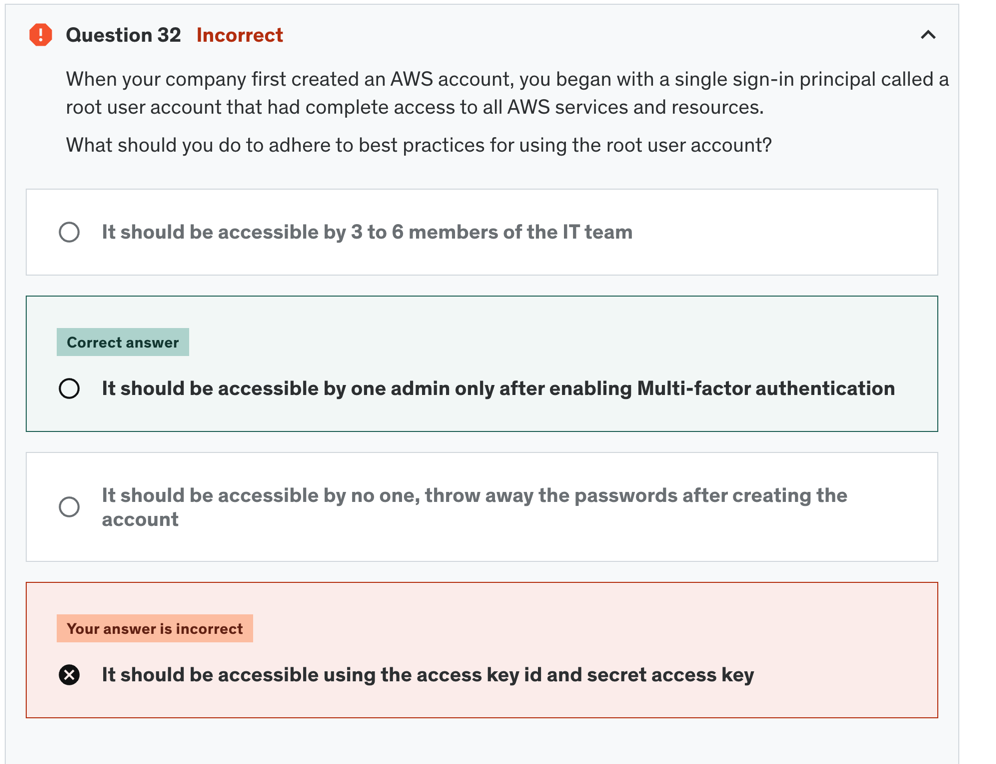 Question 32 Incorrect
When your company first created an AWS account, you began with a single sign-in principal called a
root user account that had complete access to all AWS services and resources.
What should you do to adhere to best practices for using the root user account?
It should be accessible by 3 to 6 members of the IT team
Correct answer
It should be accessible by one admin only after enabling Multi-factor authentication
It should be accessible by no one, throw away the passwords after creating the
account
Your answer is incorrect
It should be accessible using the access key id and secret access key